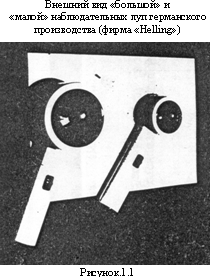 Внешний вид «большой» и
«малой» наблюдательных луп германского
производства (фирма «Helling»)
Рисунок.1.1